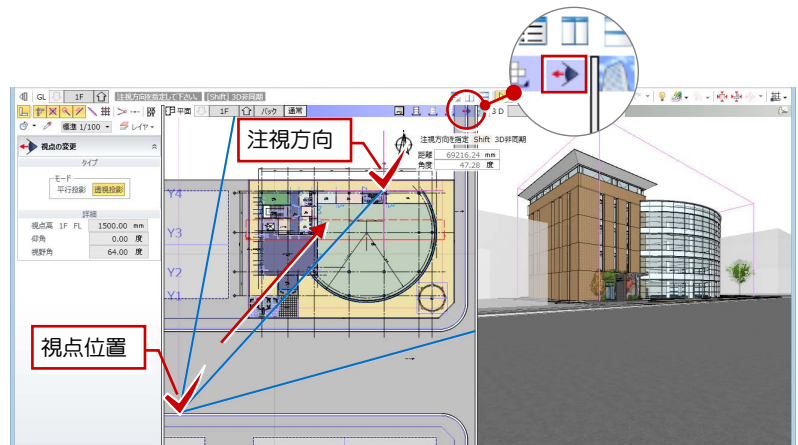 GL 1F 注視方向を指定してください。 [Shift] 3D非同期
標準 1/100 レイヤー
視点の変更
タイプ
モード
平行投影 透視投影
詳細
視点高 1F FL 1500.00 mm
仰角 0.00 度
視野角 64.00 度
平面 1F バック 通常
3D
注視方向
注視方向を指定 Shift 3D非同期
距離 69216.24 mm
角度 47.28 度
Y4
Y3
Y2
Y1
視点位置